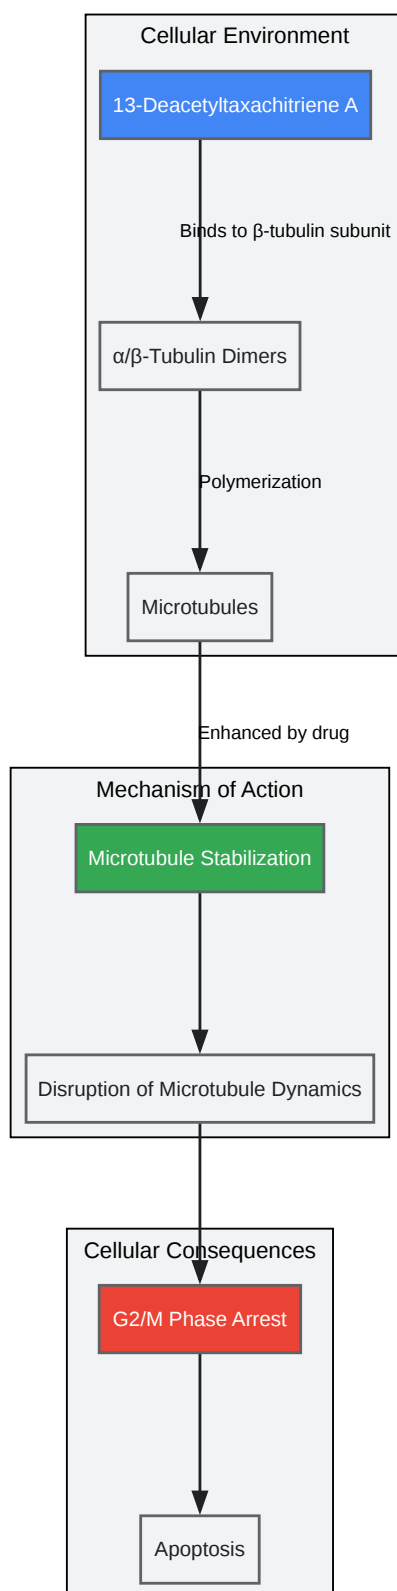 Cellular Environment
13-Deacetyltaxachitriene A
Binds to β-tubulin subunit
α/β-Tubulin Dimers
Polymerization
Microtubules
Enhanced by drug
Mechanism of Action
Microtubule Stabilization
Disruption of Microtubule Dynamics
Cellular Consequences
G2/M Phase Arrest
Apoptosis